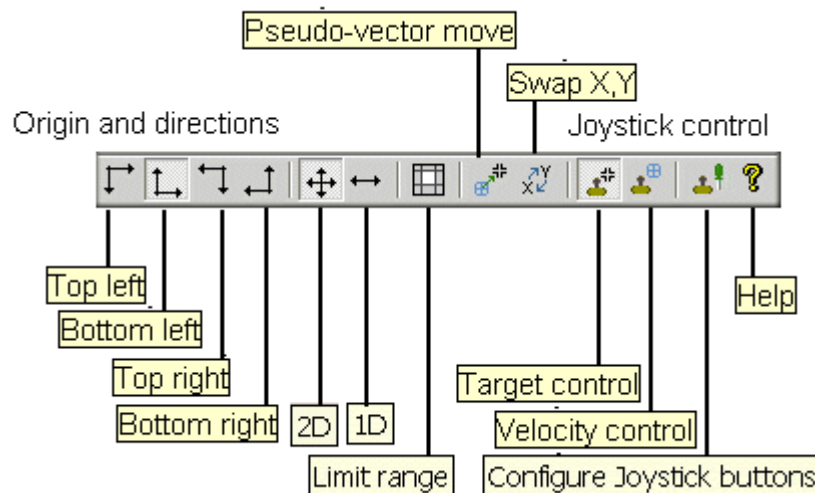 Pseudo-vector move
Swap X,Y
Origin and directions
Joystick control
X Y
?
Top left
Help
Bottom left
Top right
Target control
Bottom right
2D
1D
Velocity control
Limit range
Configure Joystick buttons